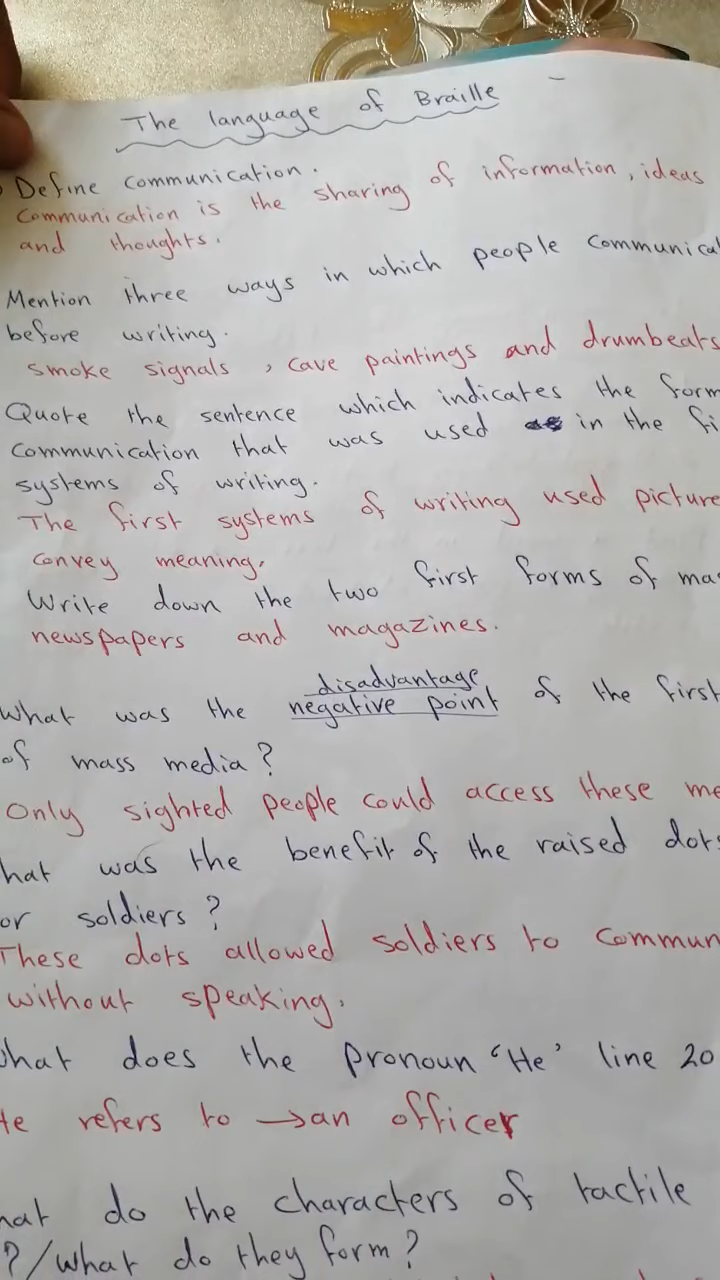 The language of Braille
Define communication.
Communication is the sharing of information, ideas
and thoughts.
Mention three ways in which people communicat
before writing.
smoke signals, cave paintings and drumbeats
Quote the sentence which indicates the form
communication that was used in the fi
systems of writing.
The first systems of writing used picture
convey meaning.
Write down the two first forms of mas
newspapers and magazines.
disadvantage
What was the negative point of the first
of mass media?
Only sighted people could access these me
hat was the benefit of the raised dots
or soldiers?
These dots allowed soldiers to commun
without speaking.
hat does the pronoun 'He' line 20
He refers to → an officer
hat do the characters of tactile
?/What do they form?